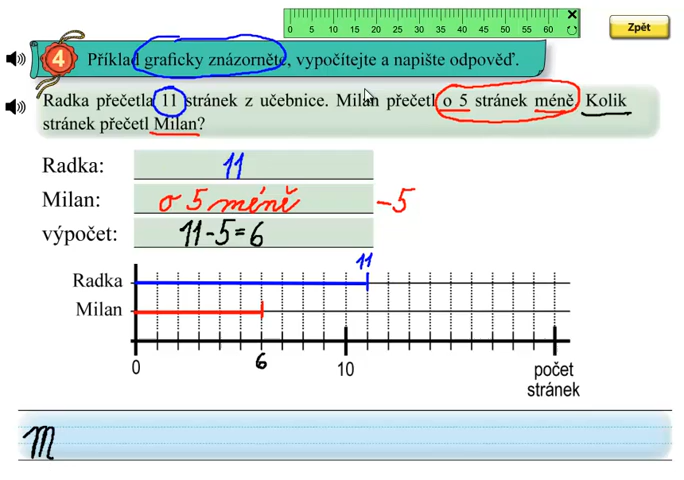 0 5 10 15 20 25 30 35 40 45 50 55 60
Zpět
4 Příklad graficky znázorněte, vypočítejte a napište odpověď.
Radka přečetla 11 stránek z učebnice. Milan přečetl o 5 stránek méně. Kolik
stránek přečetl Milan?
Radka: 11
Milan: o 5 méně -5
výpočet: 11-5=6
11
Radka
Milan
0 6 10 počet
stránek
M